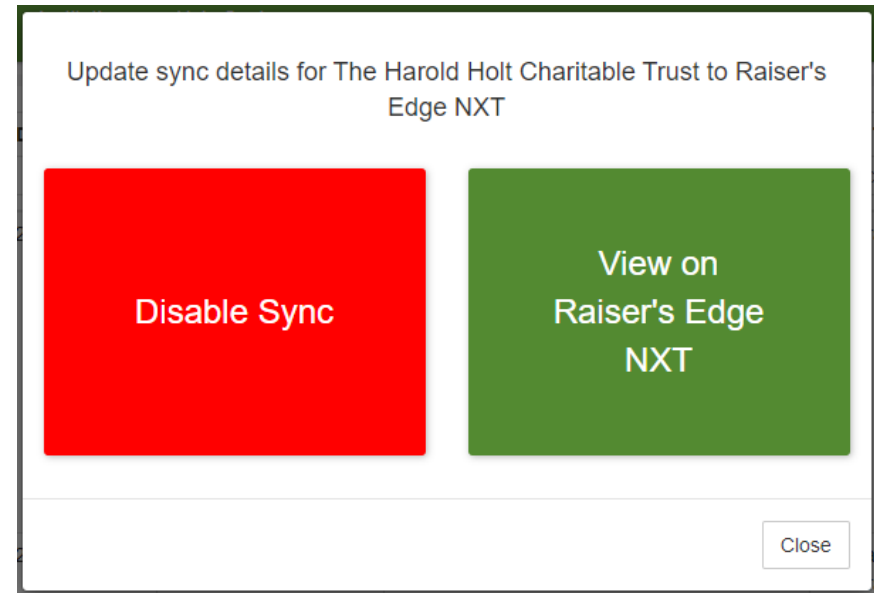 Update sync details for The Harold Holt Charitable Trust to Raiser's
Edge NXT
Disable Sync
View on
Raiser's Edge
NXT
Close